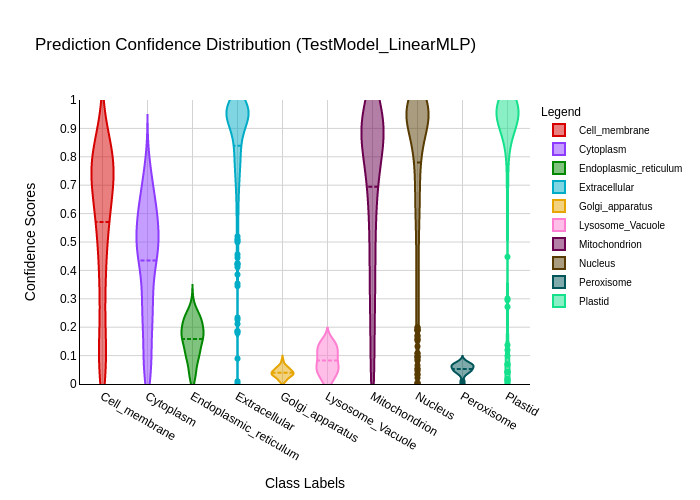 Prediction Confidence Distribution (TestModel_LinearMLP)
Confidence Scores
1
0.9
0.8
0.7
0.6
0.5
0.4
0.3
0.2
0.1
0
Cell_membrane
Cytoplasm
Endoplasmic_reticulum
Extracellular
Golgi_apparatus
Lysosome_Vacuole
Mitochondrion
Nucleus
Peroxisome
Plastid
Class Labels
Legend
Cell_membrane
Cytoplasm
Endoplasmic_reticulum
Extracellular
Golgi_apparatus
Lysosome_Vacuole
Mitochondrion
Nucleus
Peroxisome
Plastid